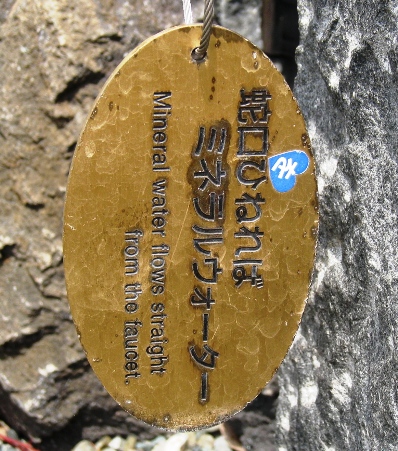 蛇口ひねれば
ミネラルウォーター
Mineral water flows straight
from the faucet.
水